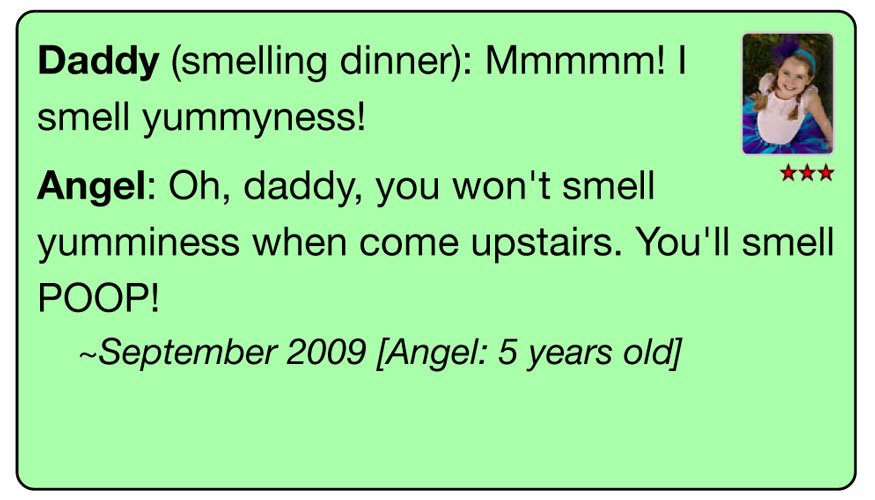 Daddy (smelling dinner): Mmmmm! I
smell yummyness!
Angel: Oh, daddy, you won't smell
yumminess when come upstairs. You'll smell
POOP!
~September 2009 [Angel: 5 years old]